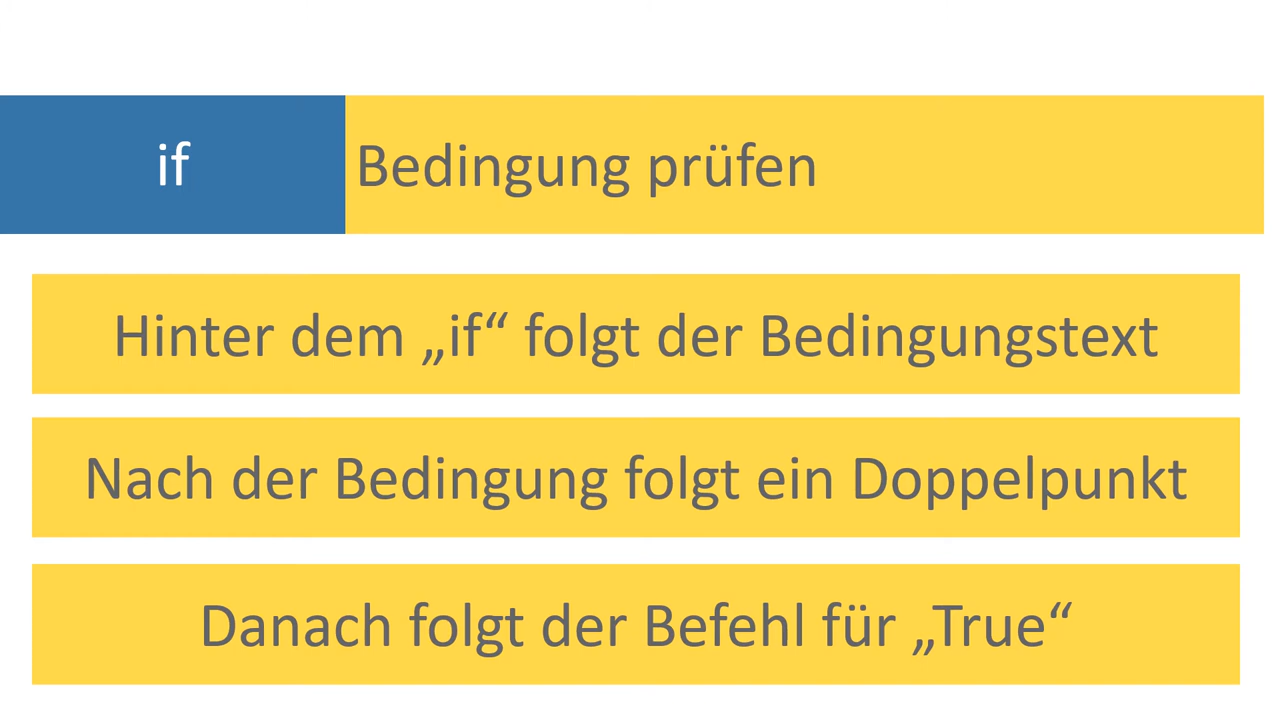 if
Bedingung prüfen
Hinter dem „if“ folgt der Bedingungstext
Nach der Bedingung folgt ein Doppelpunkt
Danach folgt der Befehl für „True“